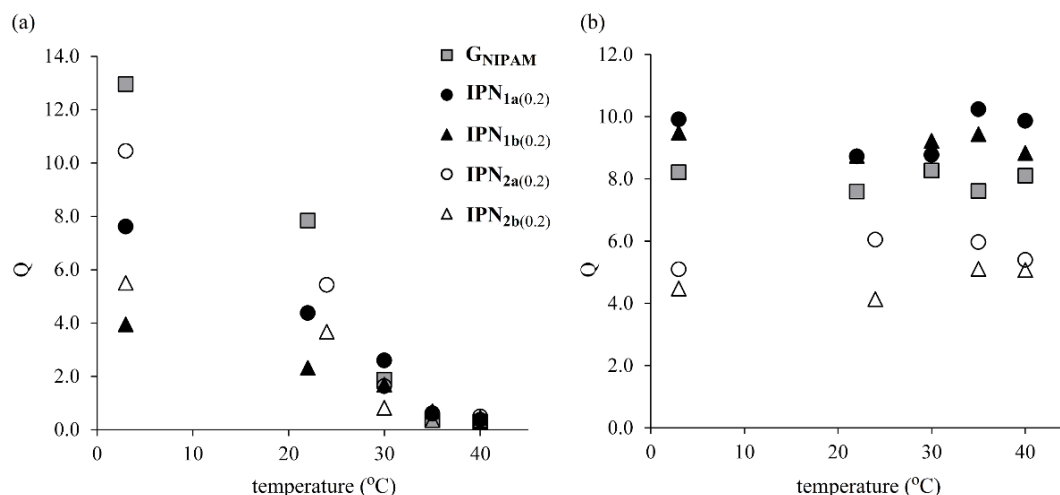 (a)
14.0
12.0
10.0
8.0
6.0
4.0
2.0
0.0
Q
0 10 20 30 40
temperature (°C)
G_NIPAM
IPN_1a(0.2)
IPN_1b(0.2)
IPN_2a(0.2)
IPN_2b(0.2)
(b)
12.0
10.0
8.0
6.0
4.0
2.0
0.0
Q
0 10 20 30 40
temperature (°C)